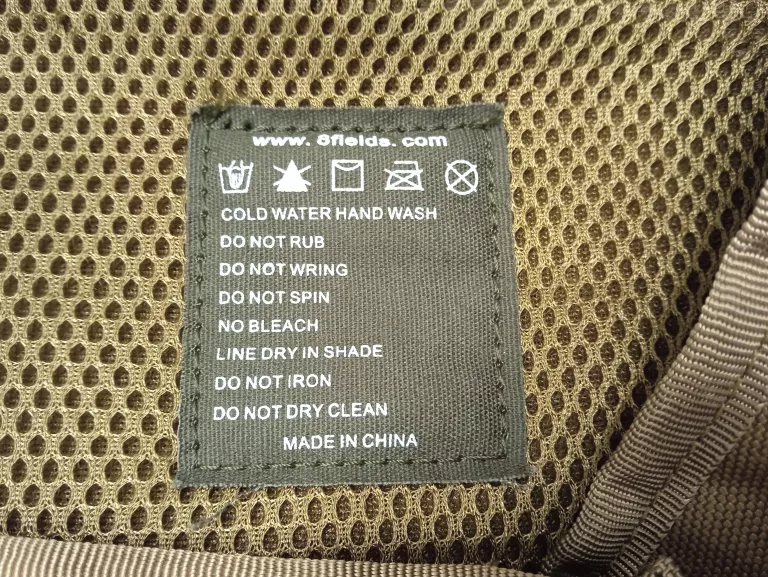 www. 8fields. com
COLD WATER HAND WASH
DO NOT RUB
DO NOT WRING
DO NOT SPIN
NO BLEACH
LINE DRY IN SHADE
DO NOT IRON
DO NOT DRY CLEAN
MADE IN CHINA